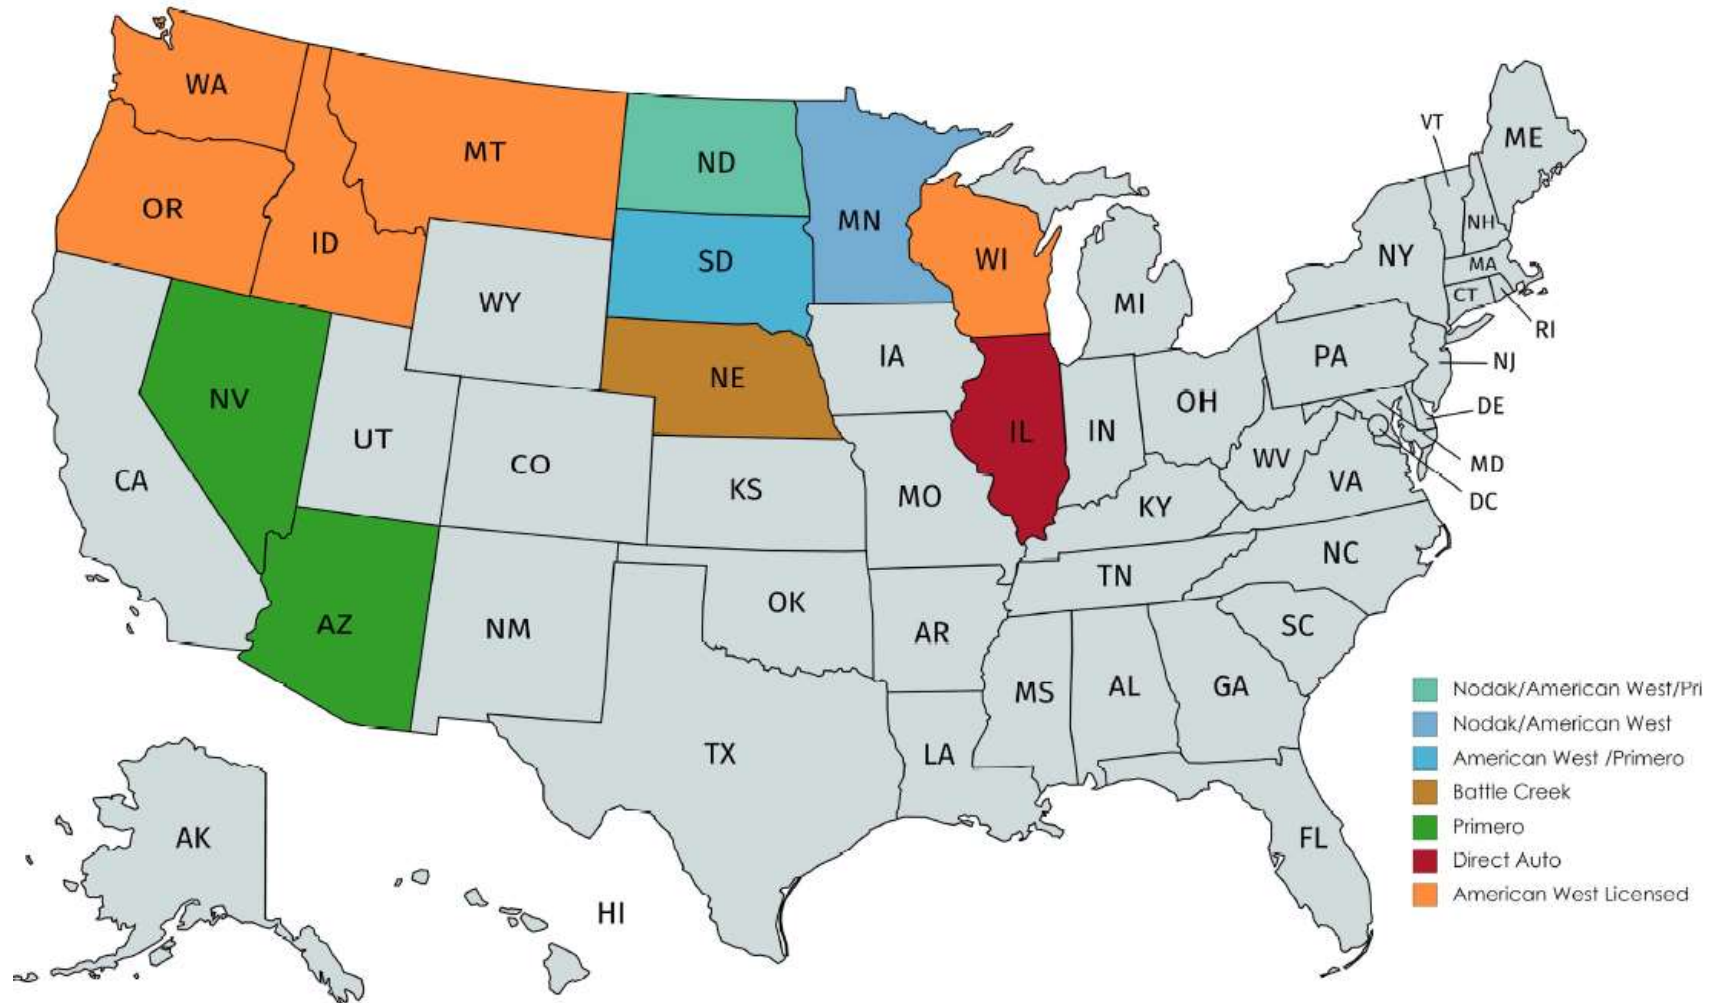 WA
MT
ND
VT
ME
OR
ID
MN
NH
SD
WI
NY
MA
WY
MI
CT
RI
IA
PA
NJ
NE
NV
OH
DE
UT
IL
IN
CO
WV
MD
CA
KS
MO
VA
DC
KY
NC
TN
AZ
NM
OK
AR
SC
MS
AL
GA
TX
LA
AK
FL
HI
Nodak/American West/Pri
Nodak/American West
American West /Primero
Battle Creek
Primero
Direct Auto
American West Licensed